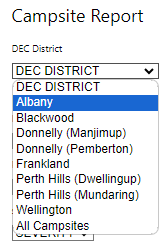 Campsite Report
DEC District
DEC DISTRICT
DEC DISTRICT
Albany
Blackwood
Donnelly (Manjimup)
Donnelly (Pemberton)
Frankland
Perth Hills (Dwellingup)
Perth Hills (Mundaring)
Wellington
All Campsites
SEVERITY